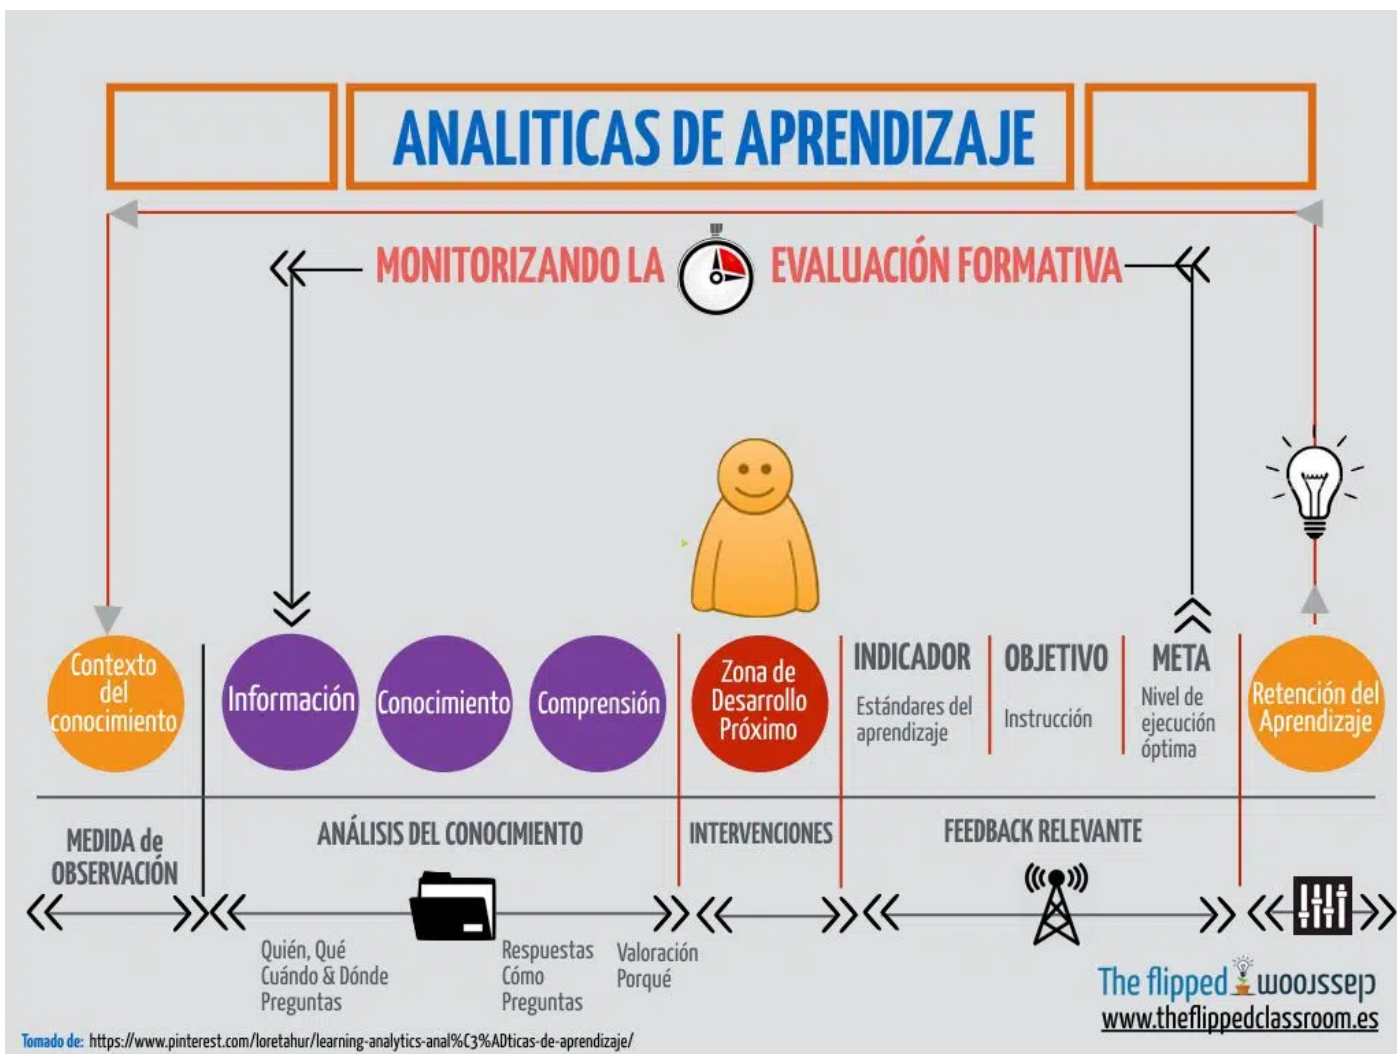 ANALITICAS DE APRENDIZAJE
MONITORIZANDO LA EVALUACIÓN FORMATIVA
Contexto
del
conocimiento
Información
Conocimiento
Comprensión
Zona de
Desarrollo
Próximo
INDICADOR
Estándares del
aprendizaje
OBJETIVO
Instrucción
META
Nivel de
ejecución
óptima
Retención del
Aprendizaje
MEDIDA de
OBSERVACIÓN
ANÁLISIS DEL CONOCIMIENTO
INTERVENCIONES
FEEDBACK RELEVANTE
Quién, Qué
Cuándo & Dónde
Preguntas
Respuestas
Cómo
Preguntas
Valoración
Porqué
The flipped classroom
www.theflippedclassroom.es
Tomado de: https://www.pinterest.com/loretahur/learning-analytics-anal%C3%ADticas-de-aprendizaje/